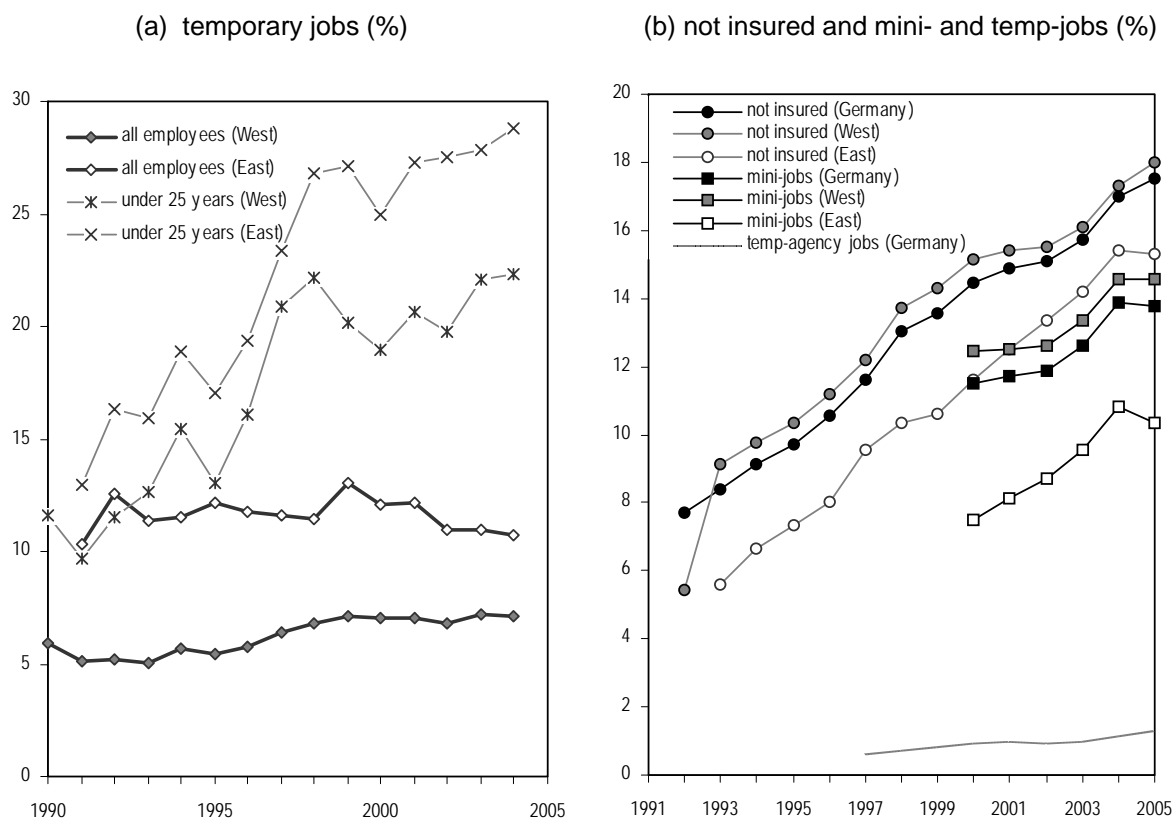 (a) temporary jobs (%)
(b) not insured and mini- and temp-jobs (%)
30
25
20
15
10
5
0
all employees (West)
all employees (East)
under 25 years (West)
under 25 years (East)
1990
1995
2000
2005
20
18
16
14
12
10
8
6
4
2
0
not insured (Germany)
not insured (West)
not insured (East)
mini-jobs (Germany)
mini-jobs (West)
mini-jobs (East)
temp-agency jobs (Germany)
1991
1993
1995
1997
1999
2001
2003
2005